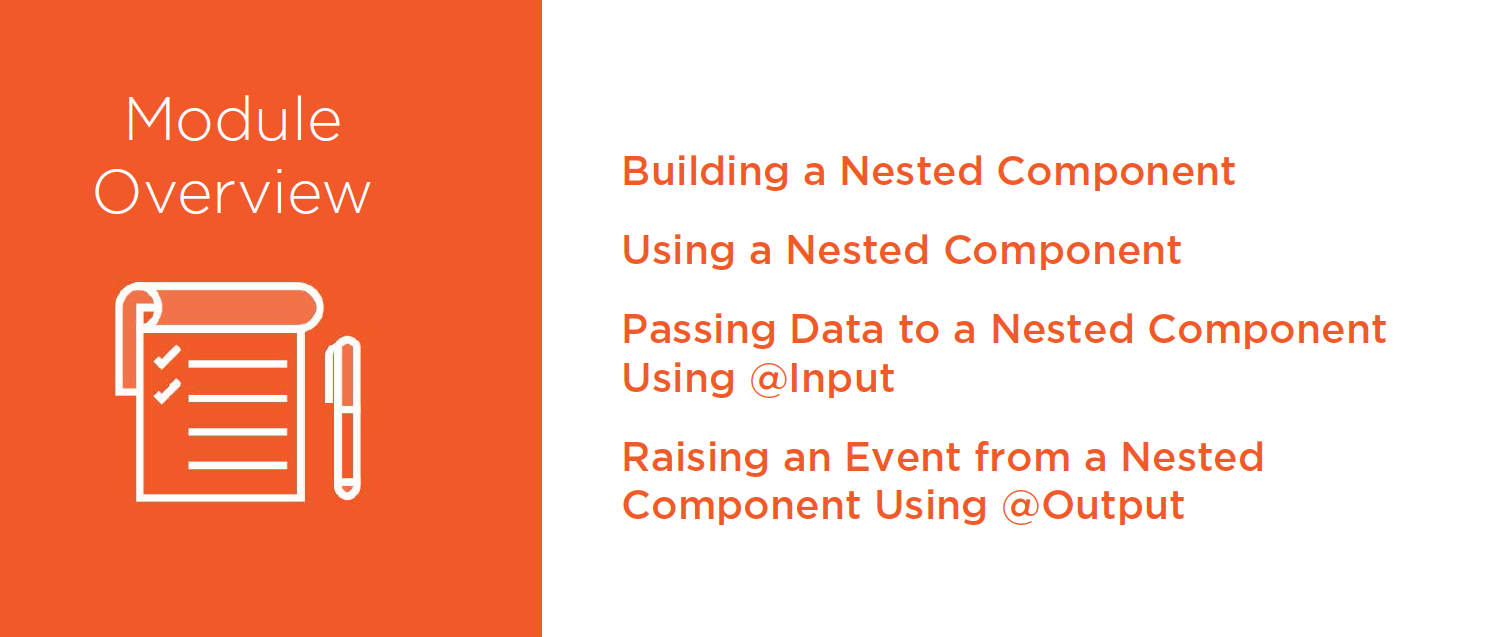 Module
Overview
Building a Nested Component
Using a Nested Component
Passing Data to a Nested Component
Using @Input
Raising an Event from a Nested
Component Using @Output